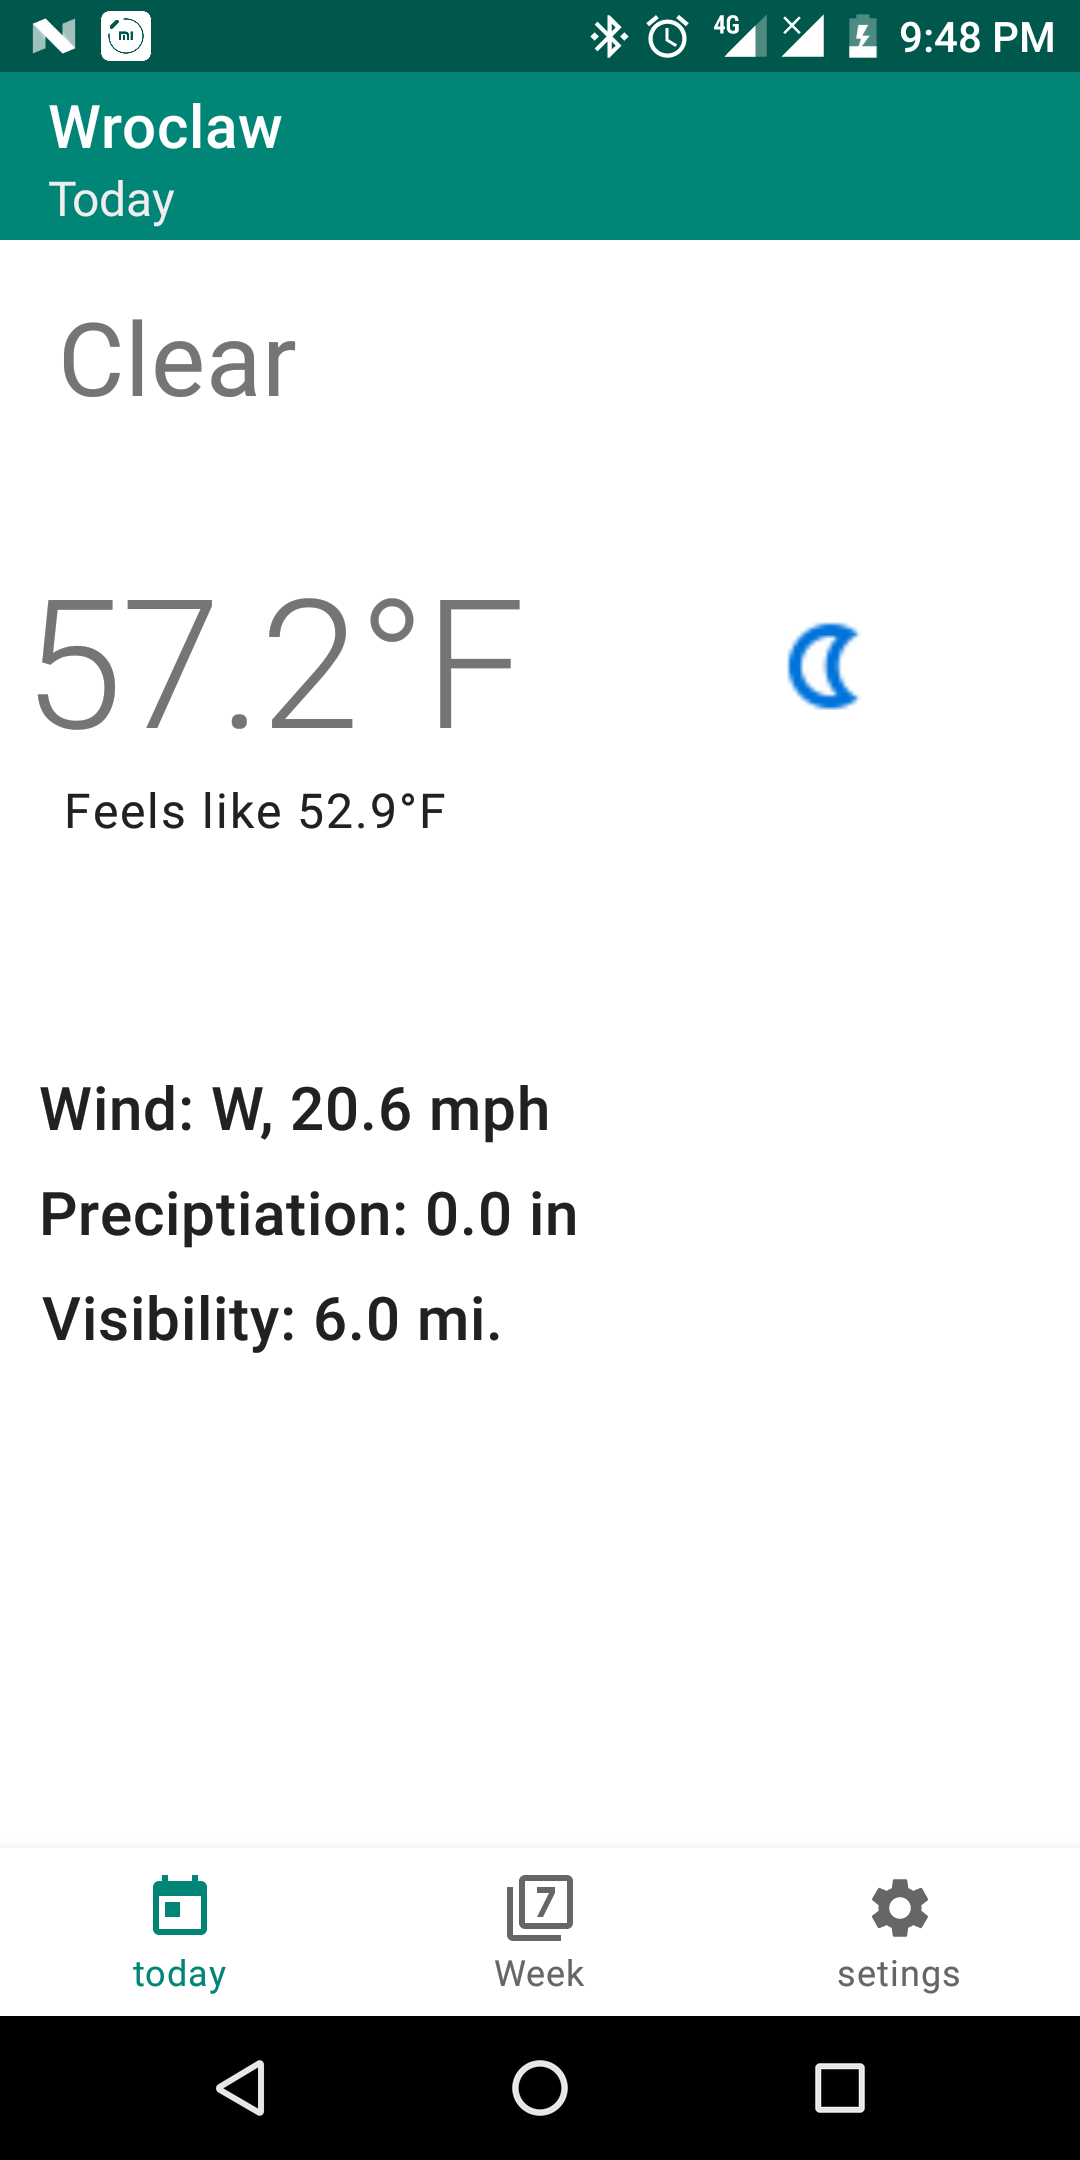 4G 9:48 PM
Wroclaw
Today
Clear
57.2°F
Feels like 52.9°F
Wind: W, 20.6 mph
Preciptiation: 0.0 in
Visibility: 6.0 mi.
7
today Week setings